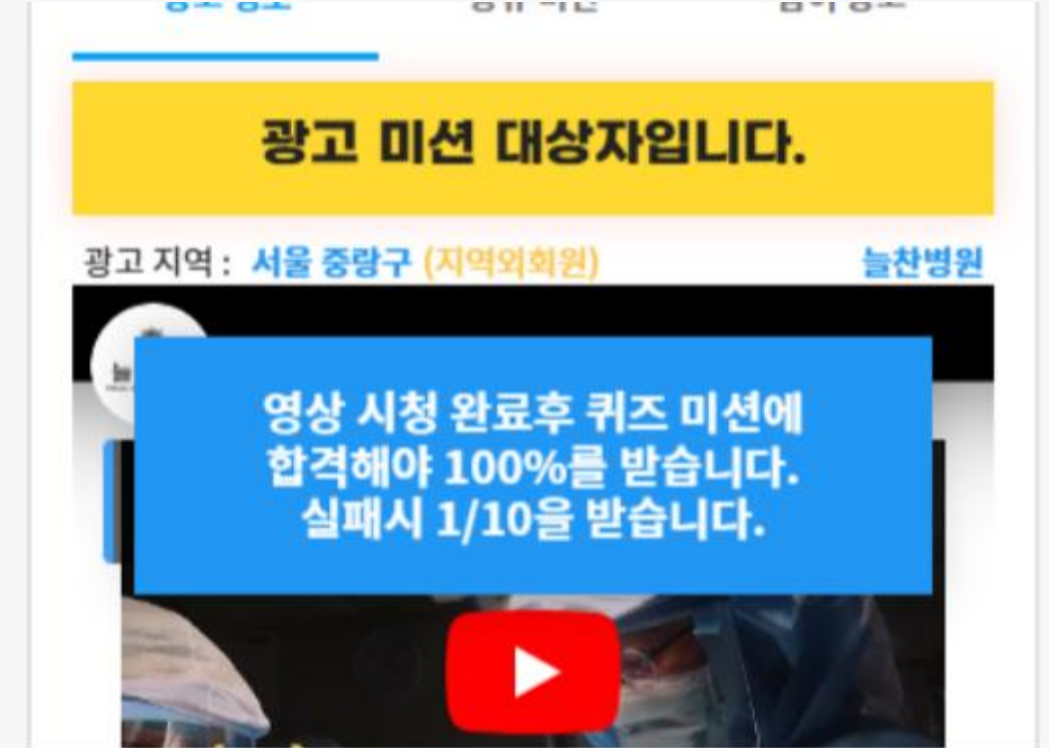 광고 미션 대상자입니다.
광고 지역 : 서울 중랑구 (지역외회원) 늘찬병원
늘
영상 시청 완료후 퀴즈 미션에
합격해야 100%를 받습니다.
실패시 1/10을 받습니다.